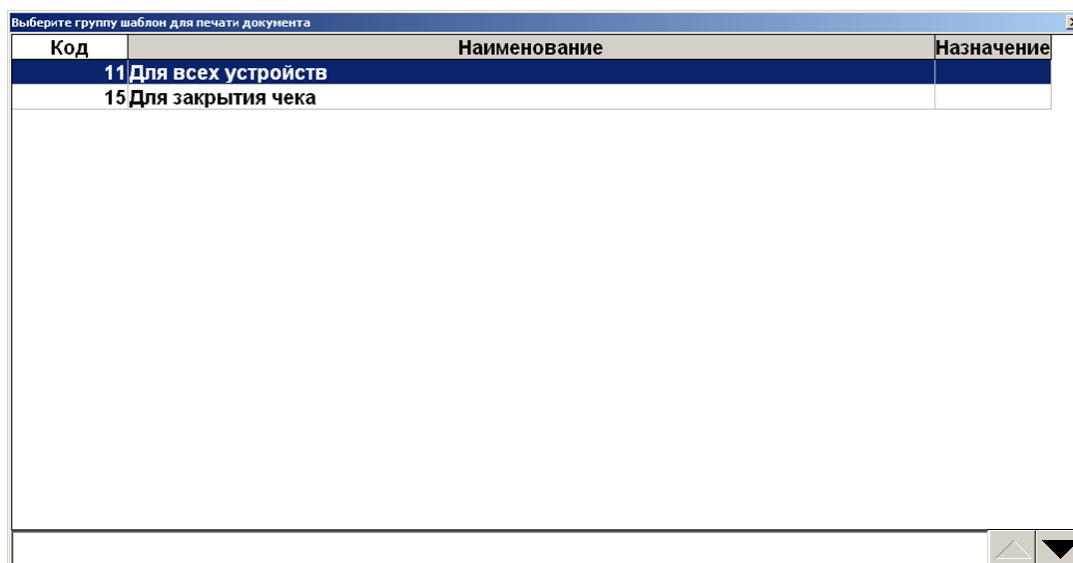 Выберите группу шаблон для печати документа
Код Наименование Назначение
11 Для всех устройств
15 Для закрытия чека